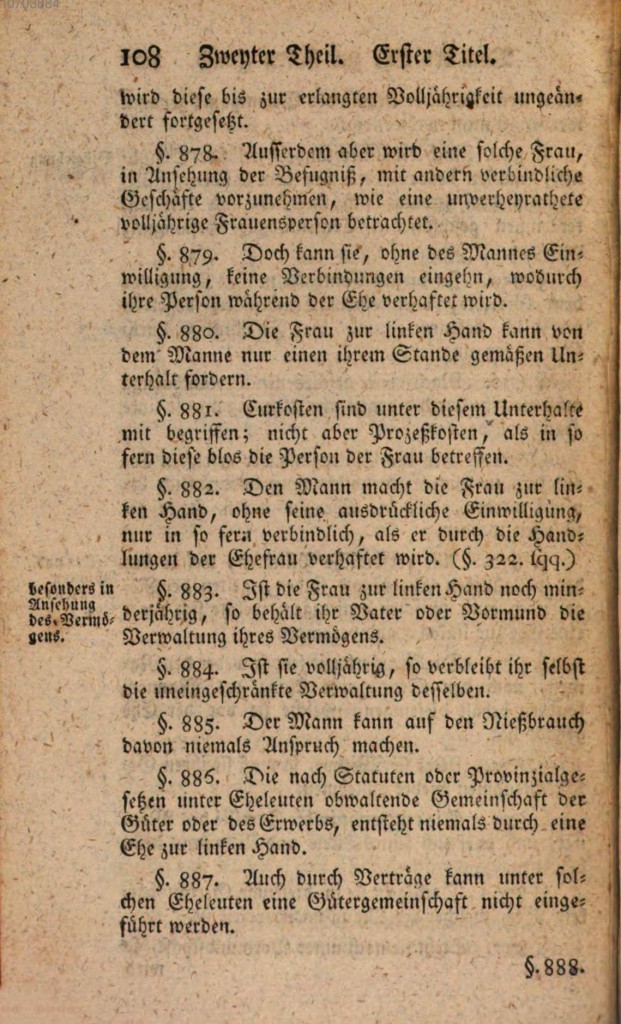 108 Zweyter Theil. Erster Titel.
wird diese bis zur erlangten Volljährigkeit ungeän-
dert fortgesetzt.
§. 878. Ausserdem aber wird eine solche Frau,
in Ansehung der Befugniß, mit andern verbindliche
Geschäfte vorzunehmen, wie eine unverheyrathete
volljährige Frauensperson betrachtet.
§. 879. Doch kann sie, ohne des Mannes Ein-
willigung, keine Verbindungen eingehn, wodurch
ihre Person während der Ehe verhaftet wird.
§. 880. Die Frau zur linken Hand kann von
dem Manne nur einen ihrem Stande gemäßen Un-
terhalt fordern.
§. 881. Curkosten sind unter diesem Unterhalte
mit begriffen; nicht aber Prozeßkosten, als in so
fern diese blos die Person der Frau betreffen.
§. 882. Den Mann macht die Frau zur lin-
ken Hand, ohne seine ausdrückliche Einwilligung,
nur in so fern verbindlich, als er durch die Hand-
lungen der Ehefrau verhaftet wird. (§. 322. sqq.)
besonders in
Ansehung
des Vermö-
gens.
§. 883. Ist die Frau zur linken Hand noch min-
derjährig, so behält ihr Vater oder Vormund die
Verwaltung ihres Vermögens.
§. 884. Ist sie volljährig, so verbleibt ihr selbst
die uneingeschränkte Verwaltung desselben.
§. 885. Der Mann kann auf den Nießbrauch
davon niemals Anspruch machen.
§. 886. Die nach Statuten oder Provinzialge-
setzen unter Eheleuten obwaltende Gemeinschaft der
Güter oder des Erwerbs, entsteht niemals durch eine
Ehe zur linken Hand.
§. 887. Auch durch Verträge kann unter sol-
chen Eheleuten eine Gütergemeinschaft nicht einge-
führt werden.
§. 888.